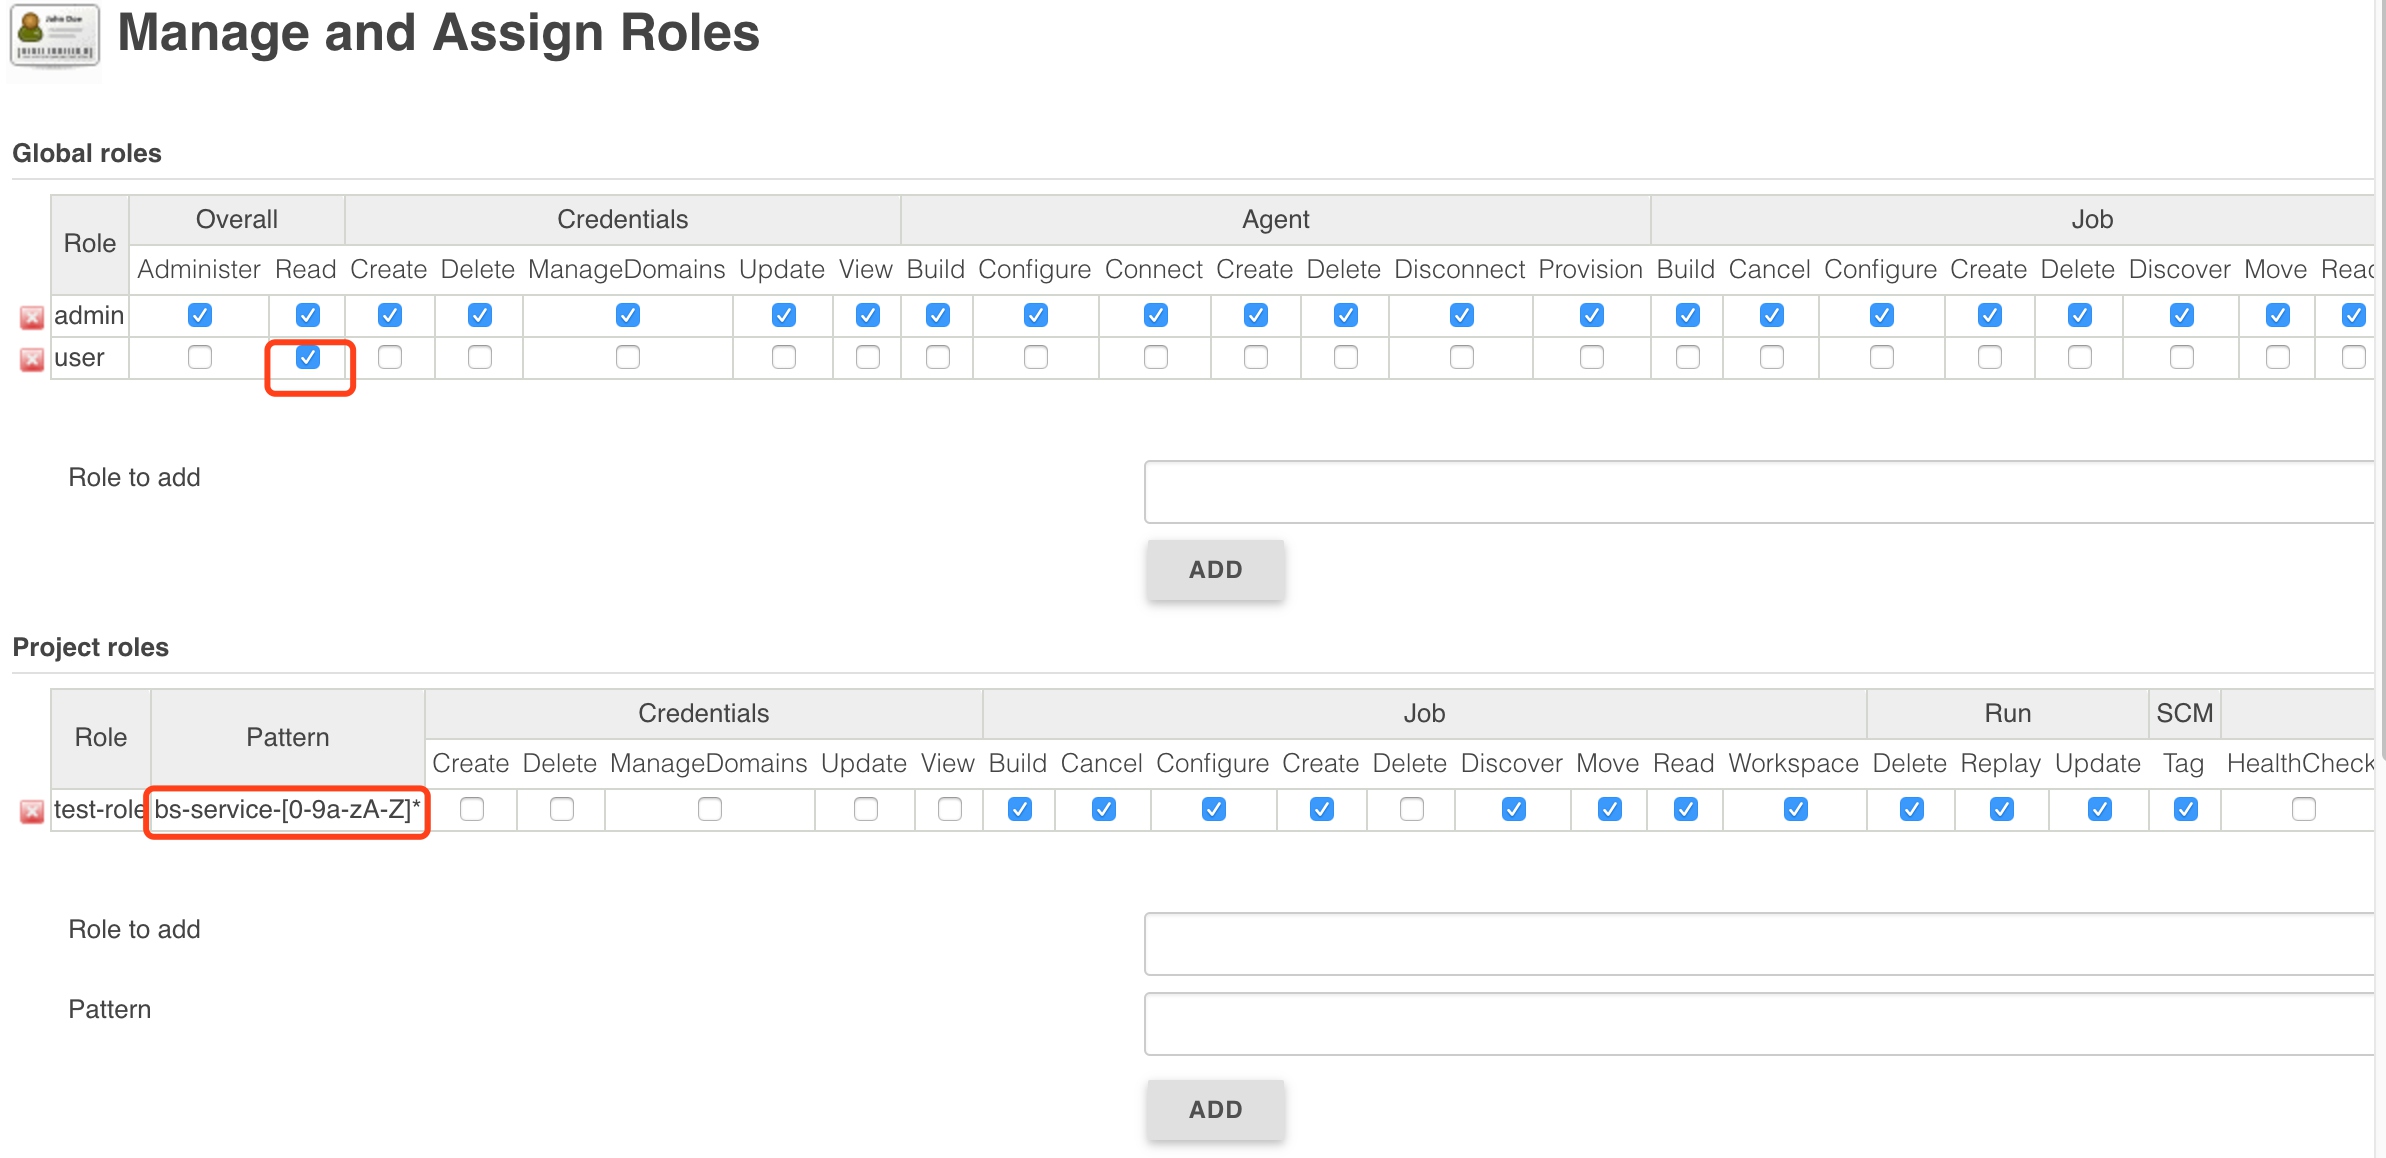 John Doe
Manage and Assign Roles
Global roles
Role Overall Credentials Agent Job
Administer Read Create Delete ManageDomains Update View Build Configure Connect Create Delete Disconnect Provision Build Cancel Configure Create Delete Discover Move Read
admin
user
Role to add
ADD
Project roles
Role Pattern Credentials Job Run SCM
Create Delete ManageDomains Update View Build Cancel Configure Create Delete Discover Move Read Workspace Delete Replay Update Tag HealthCheck
test-role bs-service-[0-9a-zA-Z]*
Role to add
Pattern
ADD